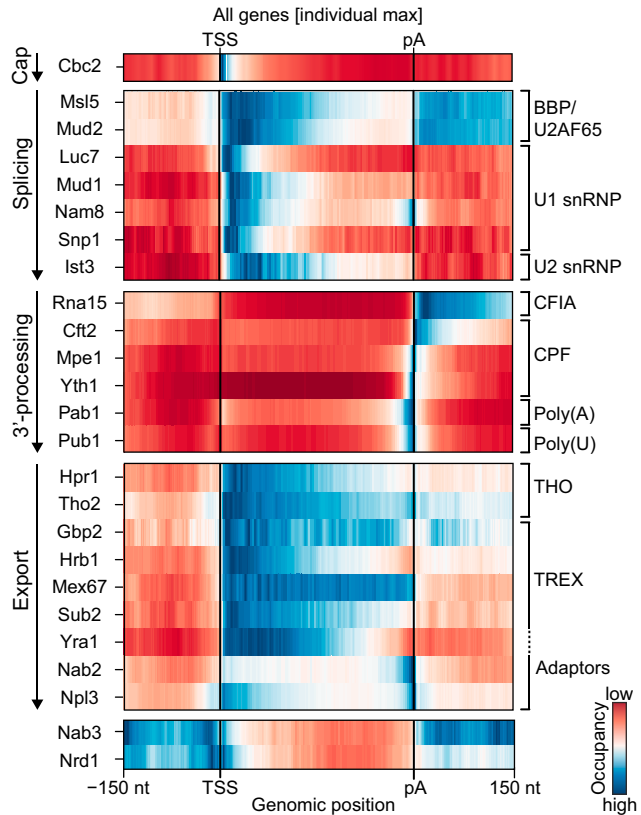 All genes [individual max]
TSS pA
Cap
Cbc2
Splicing
Msl5
Mud2
Luc7
Mud1
Nam8
Snp1
Ist3
BBP/
U2AF65
U1 snRNP
U2 snRNP
3'-processing
Rna15
Cft2
Mpe1
Yth1
Pab1
Pub1
CFIA
CPF
Poly(A)
Poly(U)
Export
Hpr1
Tho2
Gbp2
Hrb1
Mex67
Sub2
Yra1
Nab2
Npl3
THO
TREX
Adaptors
Nab3
Nrd1
−150 nt TSS pA 150 nt
Genomic position
low
Occupancy
high